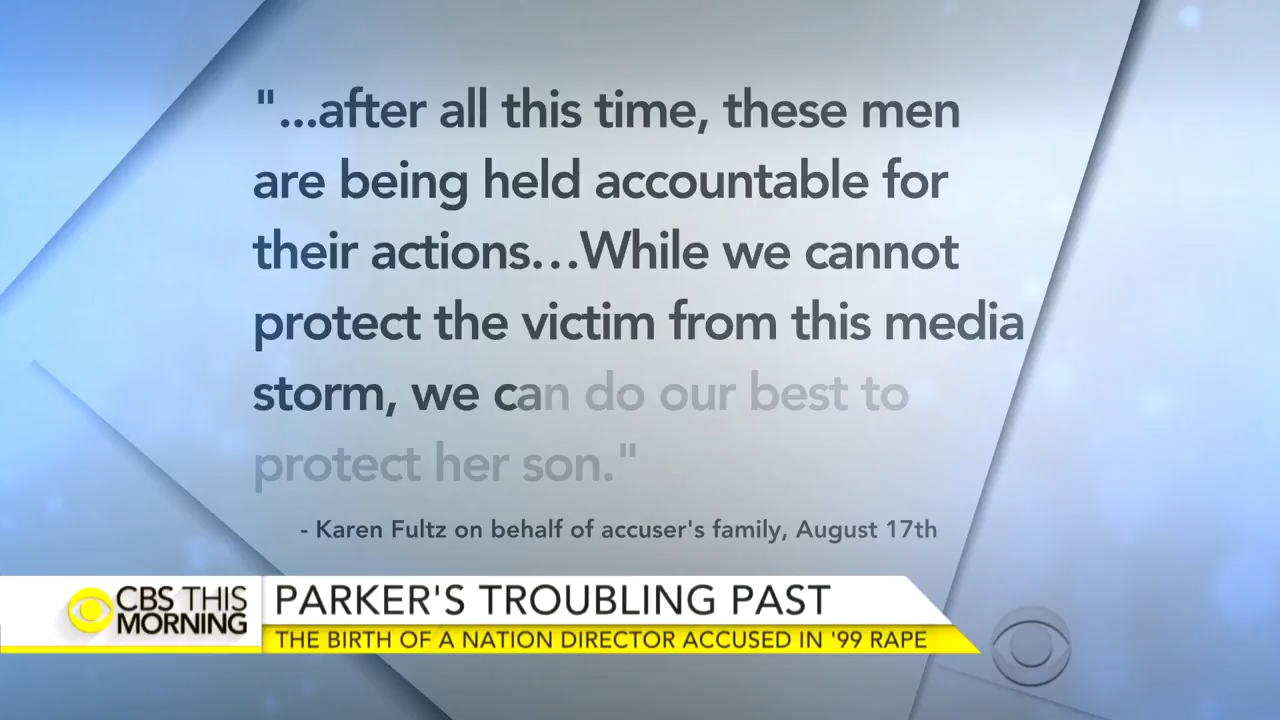 "...after all this time, these men
are being held accountable for
their actions...While we cannot
protect the victim from this media
storm, we can do our best to
protect her son."
- Karen Fultz on behalf of accuser's family, August 17th
CBS THIS
MORNING
PARKER'S TROUBLING PAST
THE BIRTH OF A NATION DIRECTOR ACCUSED IN '99 RAPE